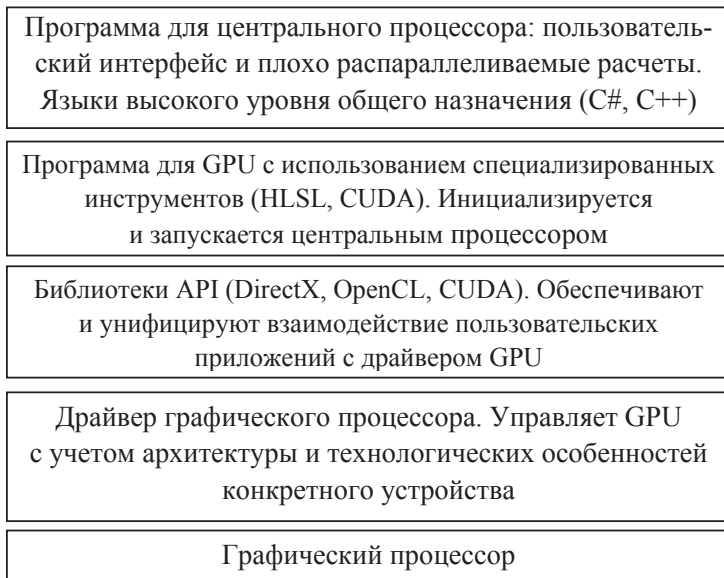 Программа для центрального процессора: пользователь-
ский интерфейс и плохо распараллеливаемые расчеты.
Языки высокого уровня общего назначения (C#, C++)
Программа для GPU с использованием специализированных
инструментов (HLSL, CUDA). Инициализируется
и запускается центральным процессором
Библиотеки API (DirectX, OpenCL, CUDA). Обеспечивают
и унифицируют взаимодействие пользовательских
приложений с драйвером GPU
Драйвер графического процессора. Управляет GPU
с учетом архитектуры и технологических особенностей
конкретного устройства
Графический процессор